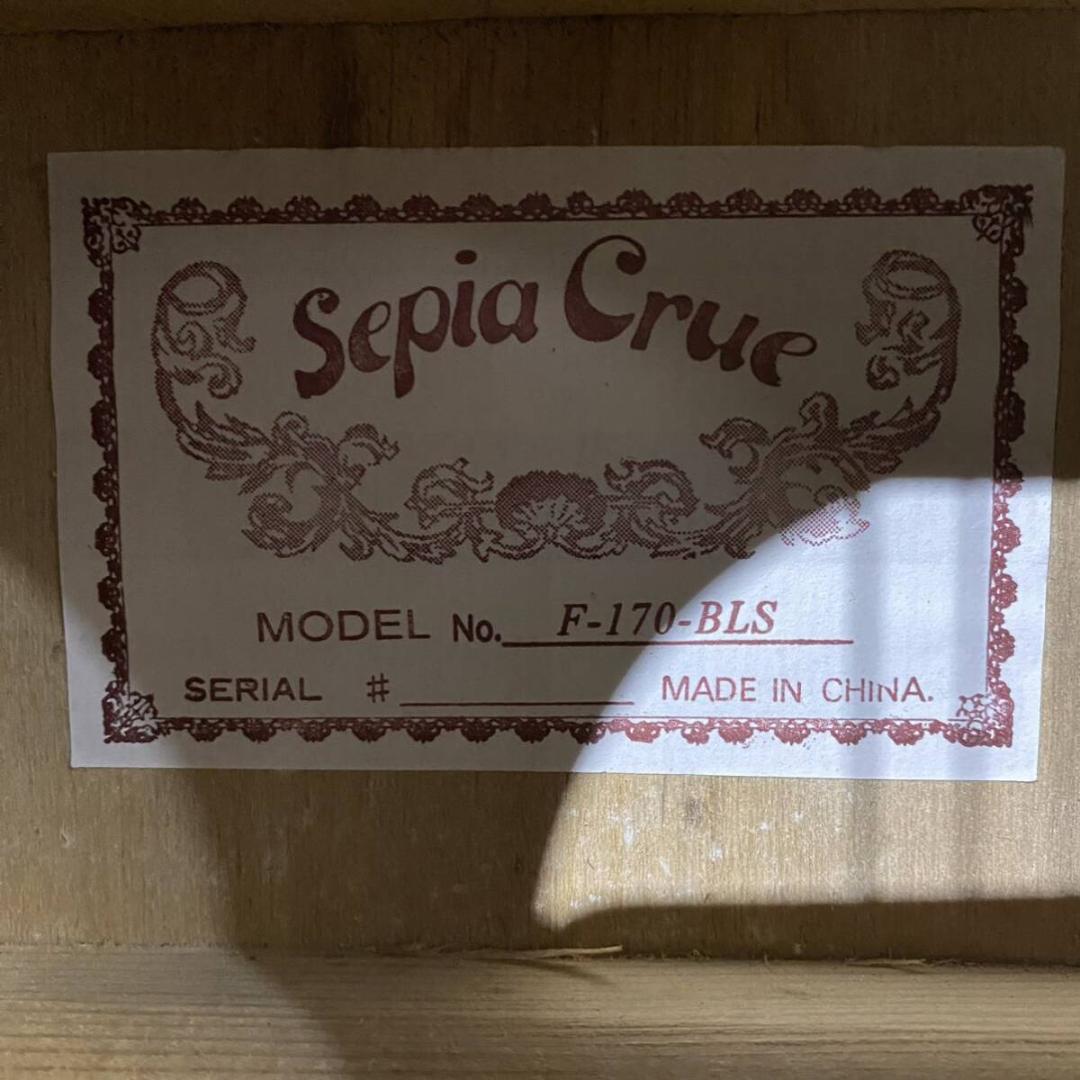 Sepia Crue
MODEL No. F-170-BLS
SERIAL # MADE IN CHINA.